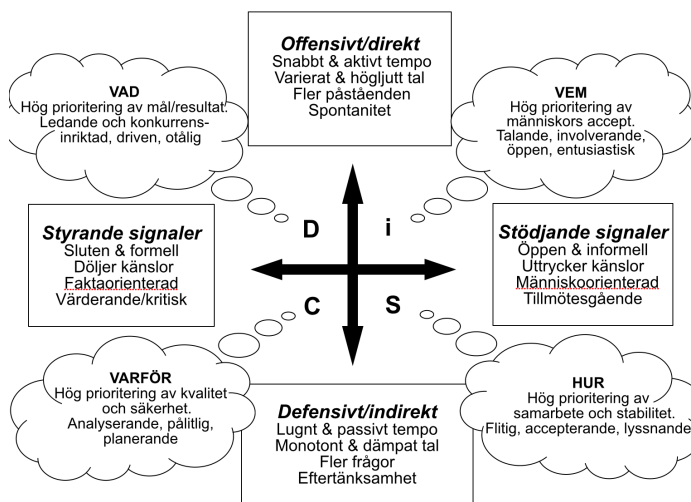 Offensivt/direkt
Snabbt & aktivt tempo
Varierat & högljutt tal
Fler påståenden
Spontanitet
VAD
Hög prioritering av mål/resultat.
Ledande och konkurrens-
inriktad, driven, otålig
VEM
Hög prioritering av
människors accept.
Talande, involverande,
öppen, entusiastisk
D
i
Styrande signaler
Sluten & formell
Döljer känslor
Faktaorienterad
Värderande/kritisk
Stödjande signaler
Öppen & informell
Uttrycker känslor
Människoorienterad
Tillmötesgående
C
S
VARFÖR
Hög prioritering av kvalitet
och säkerhet.
Analyserande, pålitlig,
planerande
Defensivt/indirekt
Lugnt & passivt tempo
Monotont & dämpat tal
Fler frågor
Eftertänksamhet
HUR
Hög prioritering av
samarbete och stabilitet.
Flitig, accepterande, lyssnande